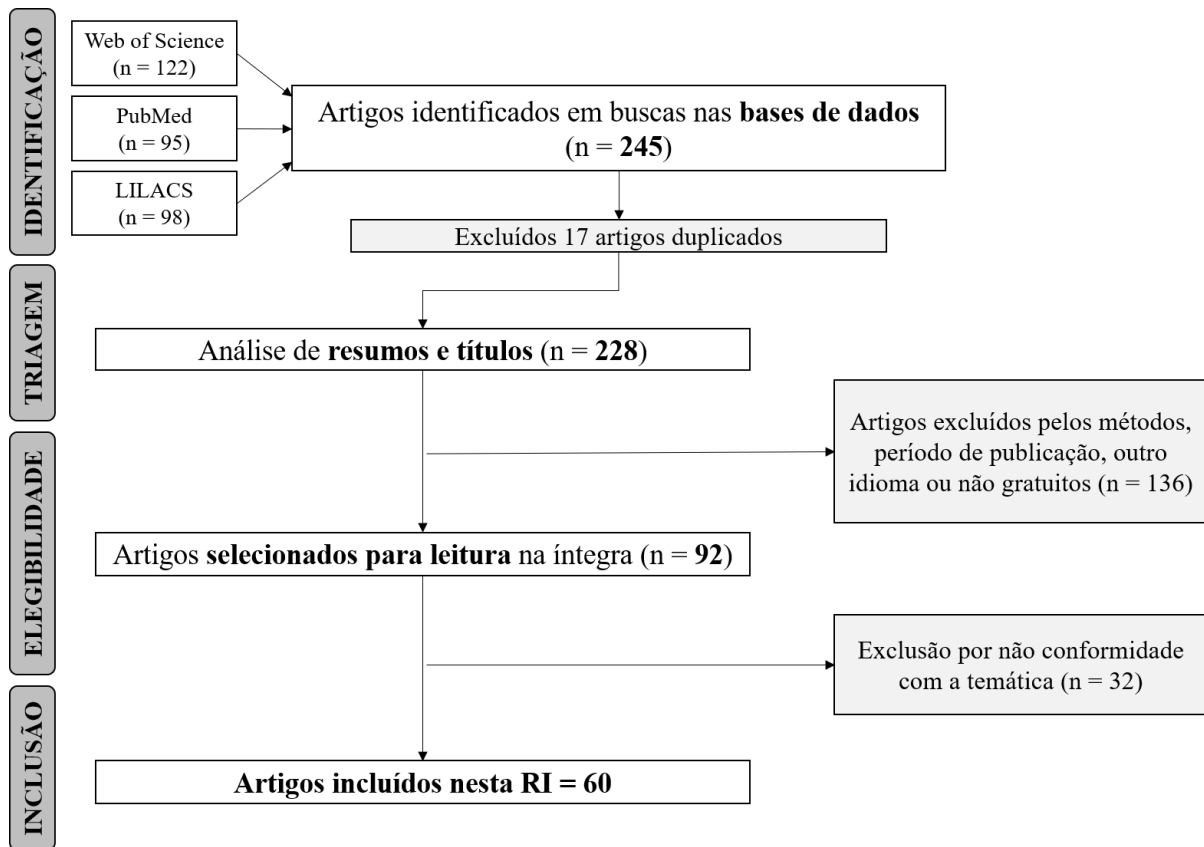 IDENTIFICAÇÃO
Web of Science
(n = 122)
PubMed
(n = 95)
LILACS
(n = 98)
Artigos identificados em buscas nas bases de dados
(n = 245)
Excluídos 17 artigos duplicados
TRIAGEM
Análise de resumos e títulos (n = 228)
Artigos excluídos pelos métodos,
período de publicação, outro
idioma ou não gratuitos (n = 136)
ELEGIBILIDADE
Artigos selecionados para leitura na íntegra (n = 92)
Exclusão por não conformidade
com a temática (n = 32)
INCLUSÃO
Artigos incluídos nesta RI = 60